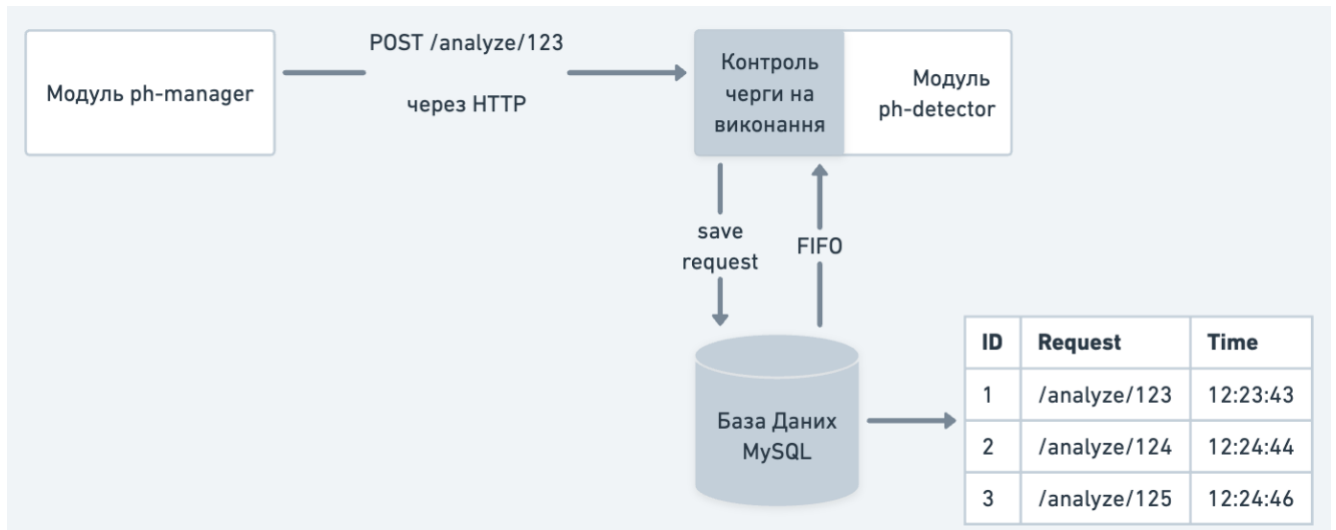 Модуль ph-manager
POST /analyze/123
через HTTP
Контроль
черги на
виконання
Модуль
ph-detector
save
request
FIFO
База Даних
MySQL
ID Request Time
1 /analyze/123 12:23:43
2 /analyze/124 12:24:44
3 /analyze/125 12:24:46